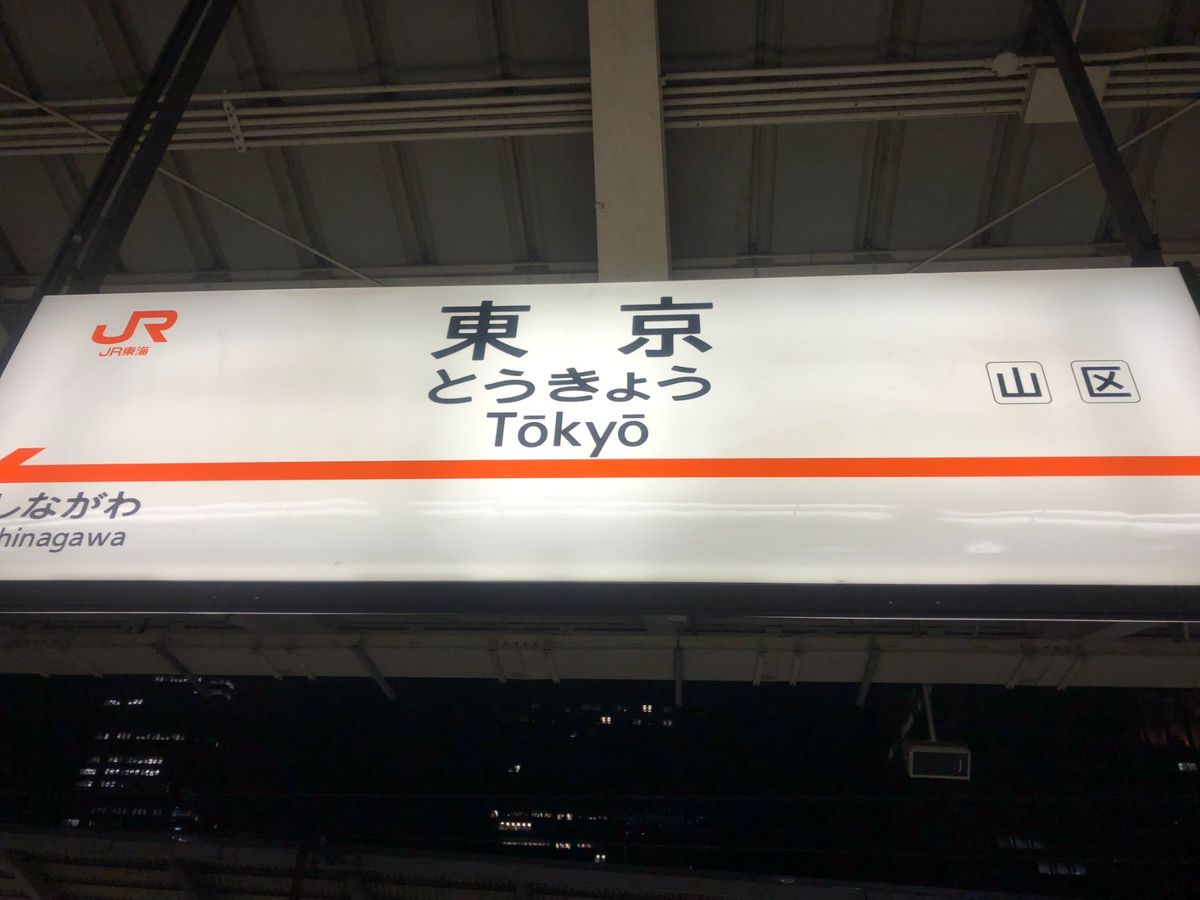 JR
JR東海
東京
とうきょう
Tōkyō
山 区
しながわ
hinagawa